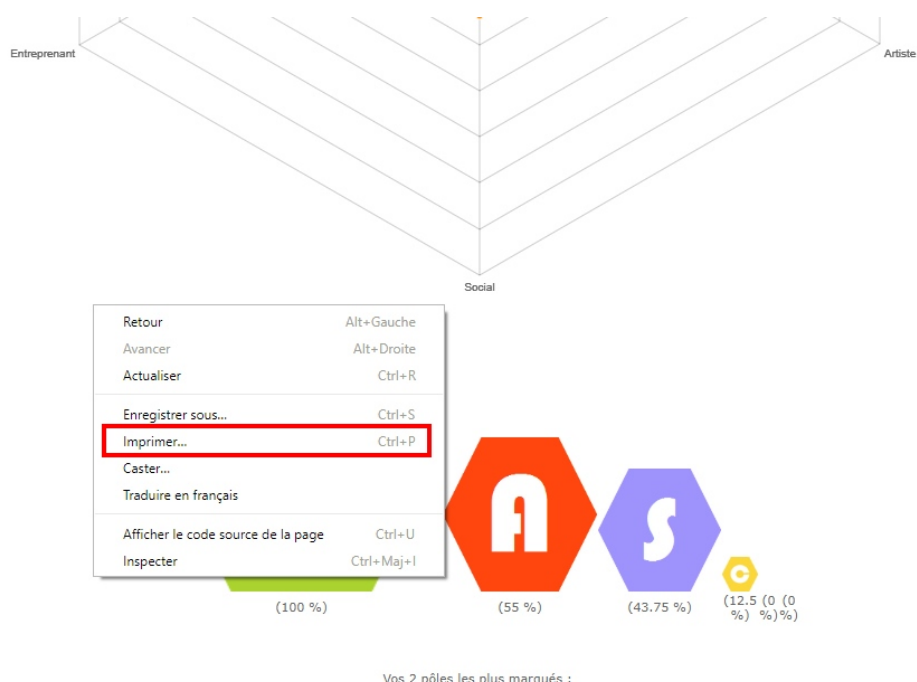 Entreprenant
Artiste
Social
Retour Alt+Gauche
Avancer Alt+Droite
Actualiser Ctrl+R
Enregistrer sous... Ctrl+S
Imprimer... Ctrl+P
Caster...
Traduire en français
Afficher le code source de la page Ctrl+U
Inspecter Ctrl+Maj+I
A
S
C
(100 %)
(55 %)
(43.75 %)
(12.5 (0 (0
%) %)%)
Vos 2 pôles les plus marqués :